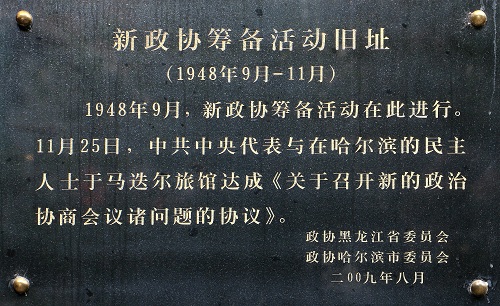 新政协筹备活动旧址
(1948年9月-11月)
1948年9月，新政协筹备活动在此进行。
11月25日，中共中央代表与在哈尔滨的民主
人士于马迭尔旅馆达成《关于召开新的政治
协商会议诸问题的协议》。
政协黑龙江省委员会
政协哈尔滨市委员会
二00九年八月